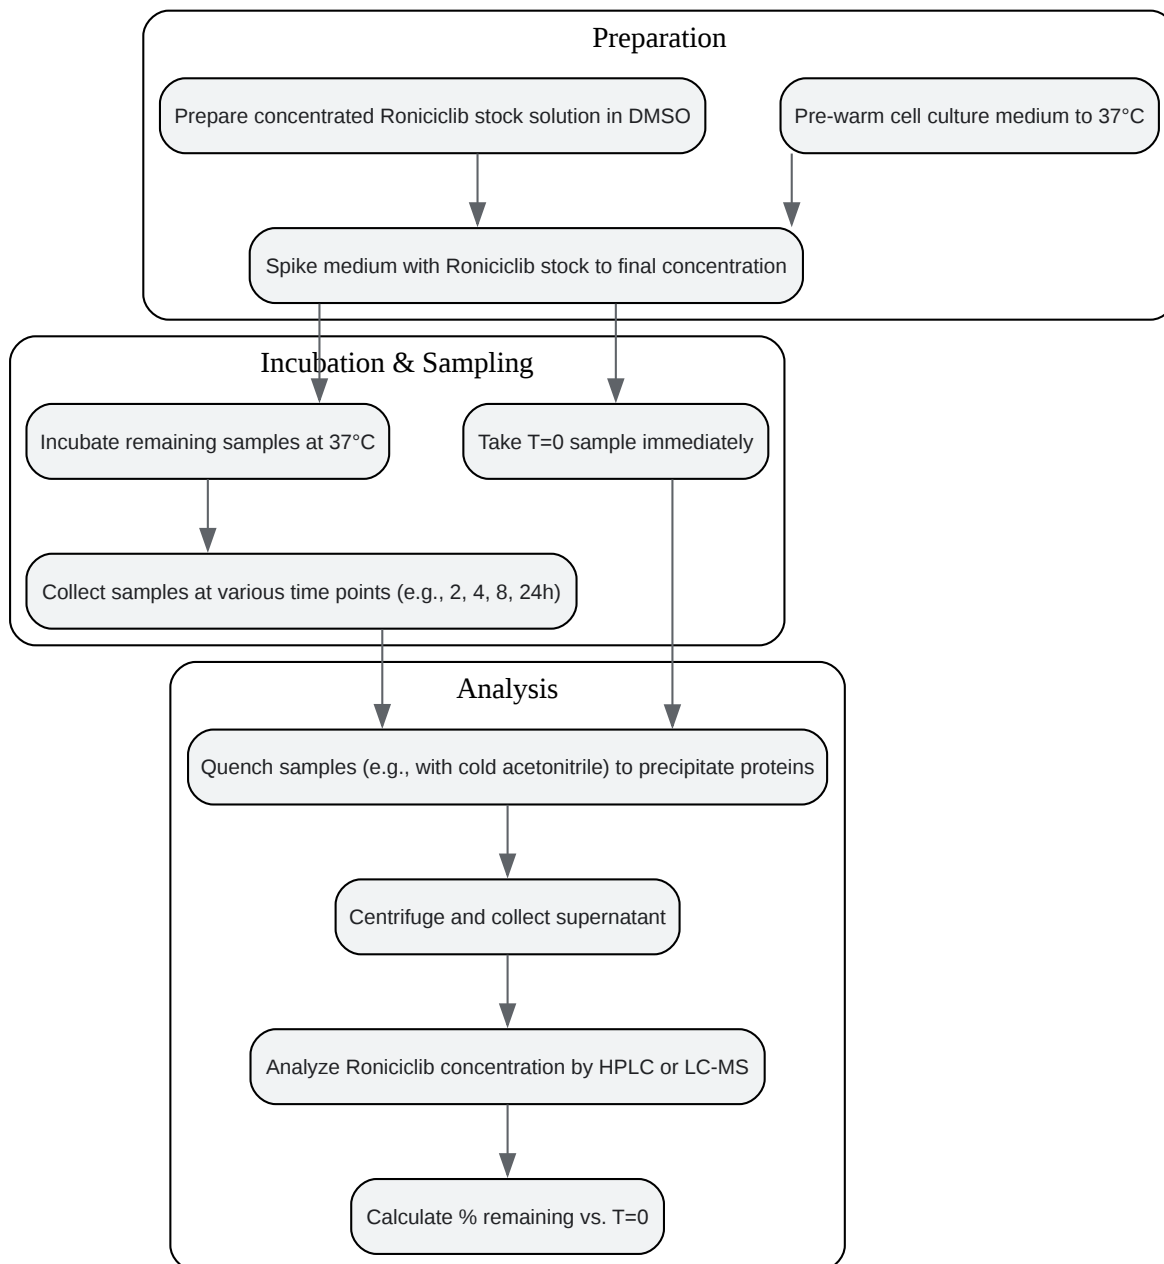 Preparation
Prepare concentrated Roniciclib stock solution in DMSO
Pre-warm cell culture medium to 37°C
Spike medium with Roniciclib stock to final concentration
Incubation & Sampling
Incubate remaining samples at 37°C
Take T=0 sample immediately
Collect samples at various time points (e.g., 2, 4, 8, 24h)
Analysis
Quench samples (e.g., with cold acetonitrile) to precipitate proteins
Centrifuge and collect supernatant
Analyze Roniciclib concentration by HPLC or LC-MS
Calculate % remaining vs. T=0